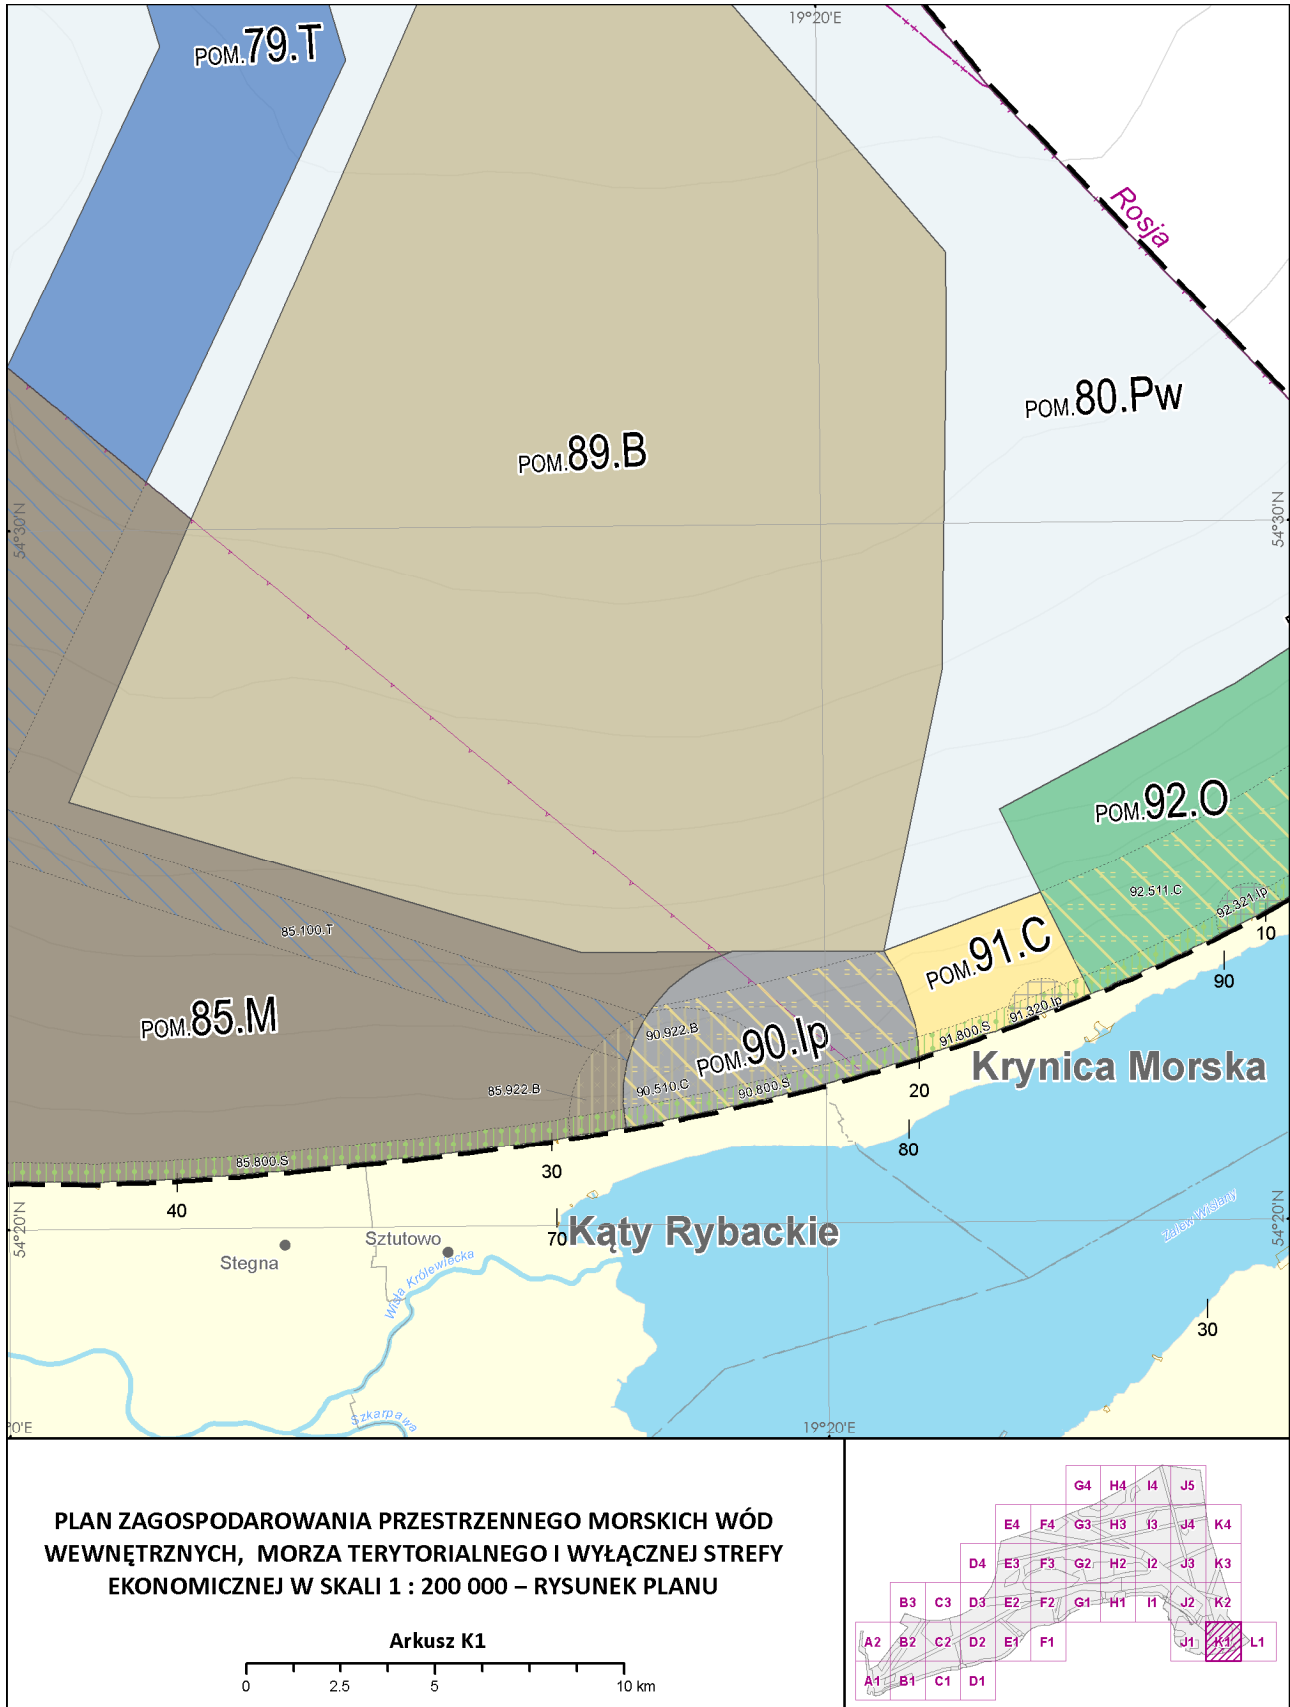 19°20'E
POM.79.T
Rosja
POM.80.Pw
POM.89.B
54°30'N
54°30'N
POM.92.O
92.511.C
92.321.Ip
10
85.100.T
POM.91.C
90
POM.85.M
90.922.B
91.320.Ip
91.800.S
POM.90.Ip
Krynica Morska
85.922.B
90.510.C
90.800.S
20
80
85.800.S
30
40
54°20'N
54°20'N
70
Kąty Rybackie
Zalew Wiślany
Stegna
Sztutowo
Wisła Królewiecka
30
Szkarpawa
°0'E
19°20'E
PLAN ZAGOSPODAROWANIA PRZESTRZENNEGO MORSKICH WÓD
WEWNĘTRZNYCH, MORZA TERYTORIALNEGO I WYŁĄCZNEJ STREFY
EKONOMICZNEJ W SKALI 1 : 200 000 – RYSUNEK PLANU
Arkusz K1
0 2.5 5 10 km
G4 H4 I4 J5
E4 F4 G3 H3 I3 J4 K4
D4 E3 F3 G2 H2 I2 J3 K3
B3 C3 D3 E2 F2 G1 H1 I1 J2 K2
A2 B2 C2 D2 E1 F1 J1 K1 L1
A1 B1 C1 D1